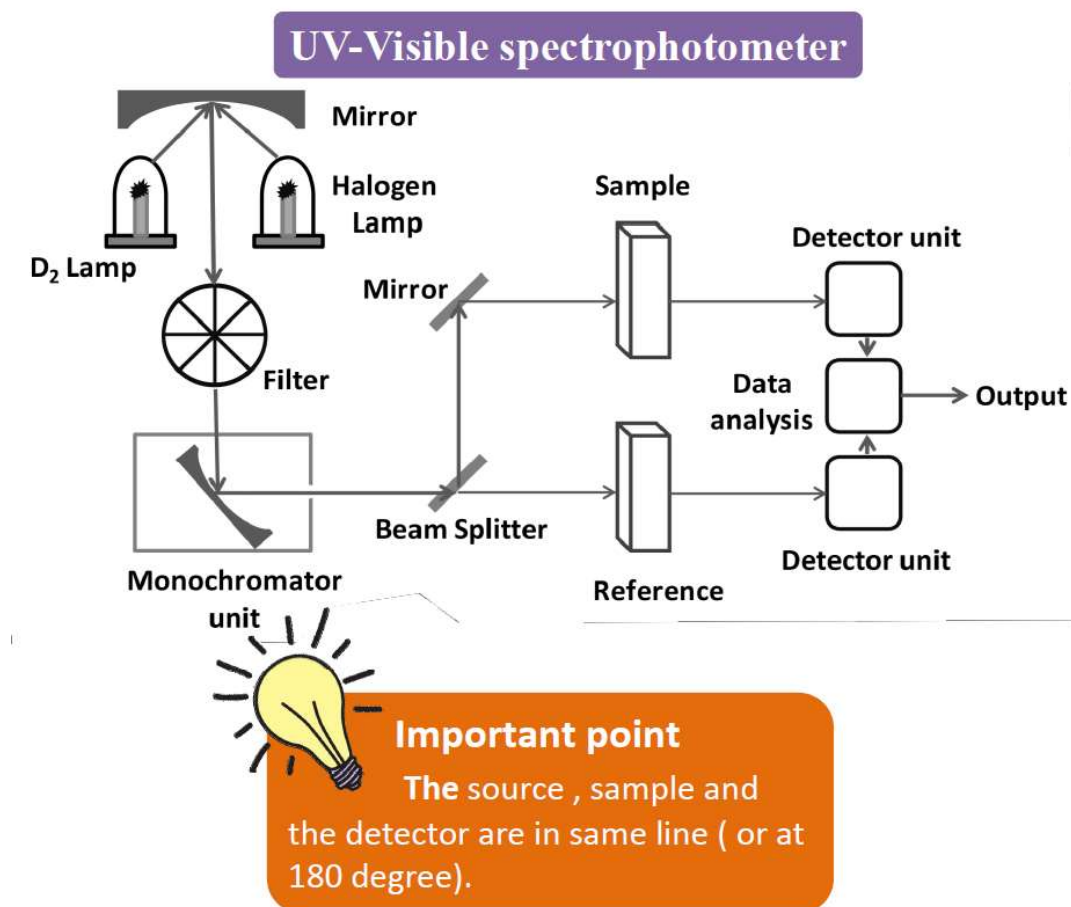 UV-Visible spectrophotometer
Mirror
Halogen
Lamp
D₂ Lamp
Sample
Detector unit
Mirror
Filter
Data
analysis
Output
Beam Splitter
Detector unit
Monochromator
unit
Reference
Important point
The source , sample and
the detector are in same line ( or at
180 degree).